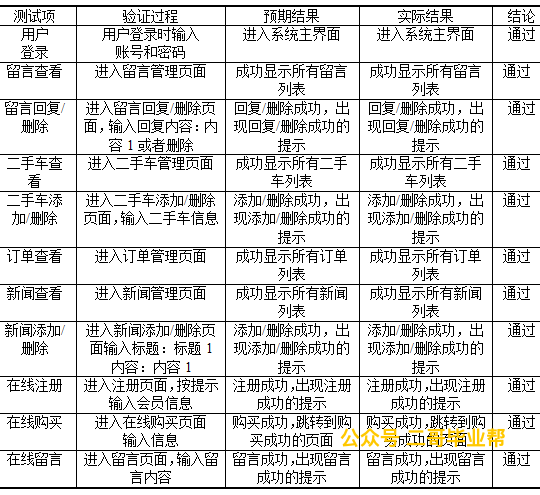 测试项 验证过程 预期结果 实际结果 结论
用户 用户登录时输入 进入系统主界面 进入系统主界面 通过
登录 账号和密码
留言查看 进入留言管理页面 成功显示所有留言 成功显示所有留言 通过
列表 列表
留言回复/ 进入留言回复/删除页 回复/删除成功，出 回复/删除成功，出 通过
删除 面，输入回复内容：内 现回复/删除成功的 现回复/删除成功的
容 1 或者删除 提示 提示
二手车查 进入二手车管理页面 成功显示所有二手 成功显示所有二手 通过
看 车列表 车列表
二手车添 进入二手车添加/删除 添加/删除成功，出 添加/删除成功，出 通过
加/删除 页面，输入二手车信息 现添加/删除成功的 现添加/删除成功的
提示 提示
订单查看 进入订单管理页面 成功显示所有订单 成功显示所有订单 通过
列表 列表
新闻查看 进入新闻管理页面 成功显示所有新闻 成功显示所有新闻 通过
列表 列表
新闻添加/ 进入新闻添加/删除页 添加/删除成功，出 添加/删除成功，出 通过
删除 面输入标题：标题 1 现添加/删除成功的 现添加/删除成功的
内容：内容 1 提示 提示
在线注册 进入注册页面，按提示 注册成功，出现注册 注册成功，出现注册 通过
输入会员信息 成功的提示 成功的提示
在线购买 进入在线购买页面 购买成功，跳转到购 购买成功，跳转到购 通过
输入信息 买成功的页面 买成功的页面
公众号 业帮
在线留言 进入留言页面，输入留 留言成功，出现留言 留言成功，出现留言 通过
言内容 成功的提示 成功的提示